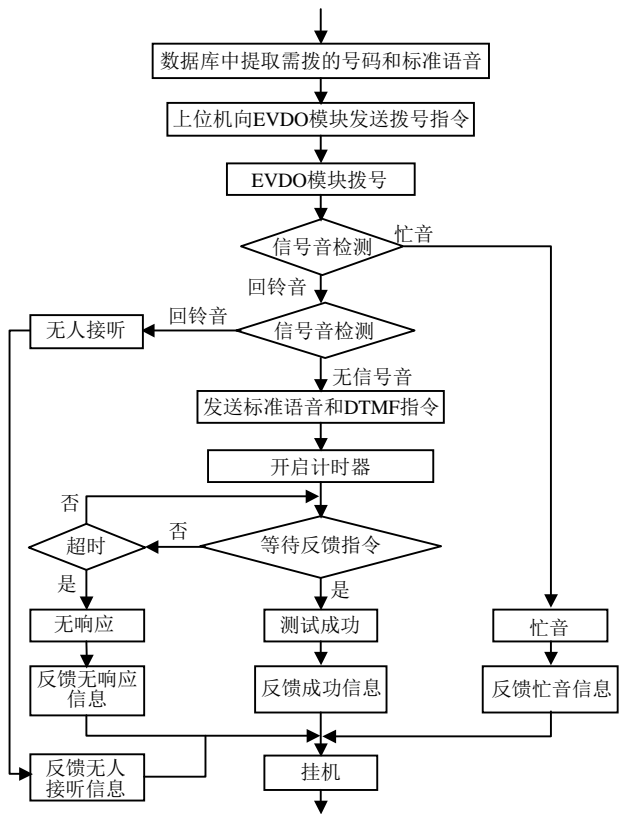 数据库中提取需拨的号码和标准语音
上位机向EVDO模块发送拨号指令
EVDO模块拨号
信号音检测
忙音
回铃音
无人接听
回铃音
信号音检测
无信号音
发送标准语音和DTMF指令
开启计时器
否
超时
否
等待反馈指令
是
是
无响应
测试成功
忙音
反馈无响应
信息
反馈成功信息
反馈忙音信息
反馈无人
接听信息
挂机